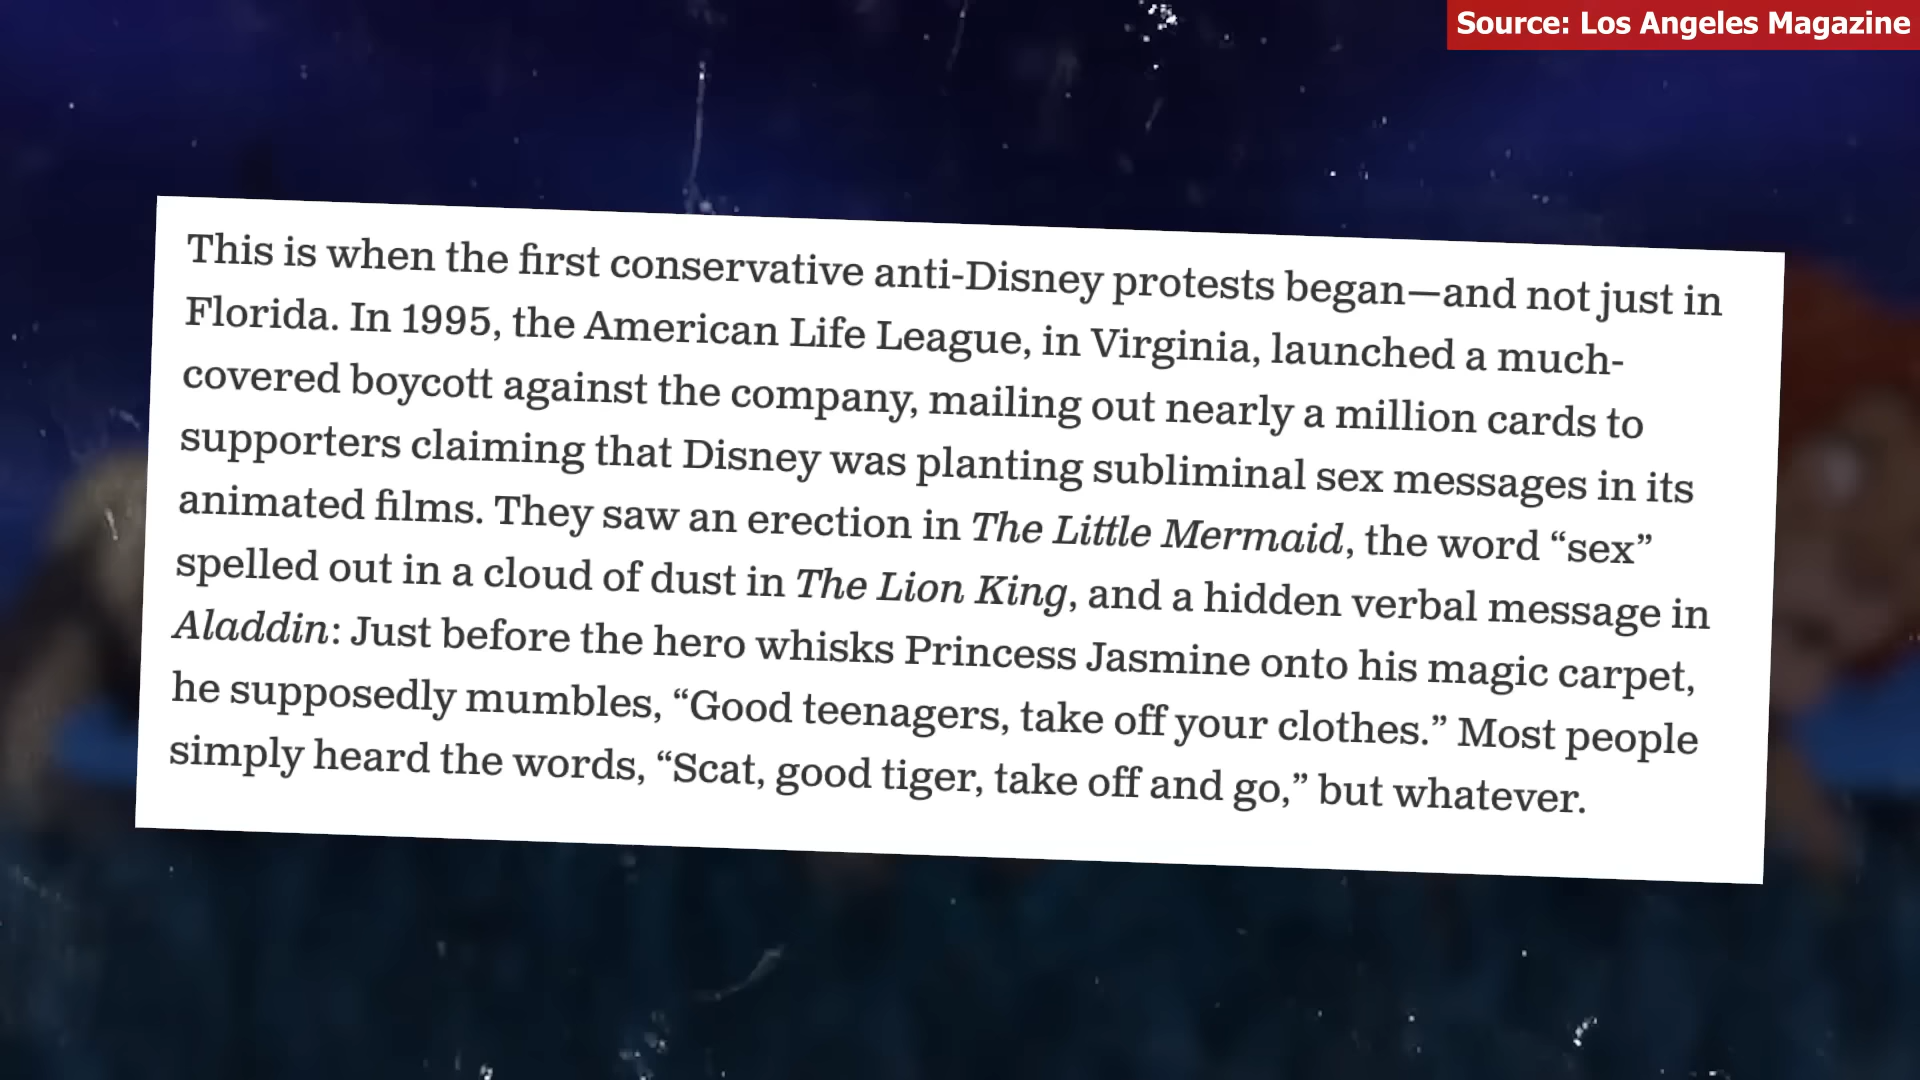 Source: Los Angeles Magazine
This is when the first conservative anti-Disney protests began—and not just in
Florida. In 1995, the American Life League, in Virginia, launched a much-
covered boycott against the company, mailing out nearly a million cards to
supporters claiming that Disney was planting subliminal sex messages in its
animated films. They saw an erection in The Little Mermaid, the word “sex”
spelled out in a cloud of dust in The Lion King, and a hidden verbal message in
Aladdin: Just before the hero whisks Princess Jasmine onto his magic carpet,
he supposedly mumbles, “Good teenagers, take off your clothes.” Most people
simply heard the words, “Scat, good tiger, take off and go,” but whatever.